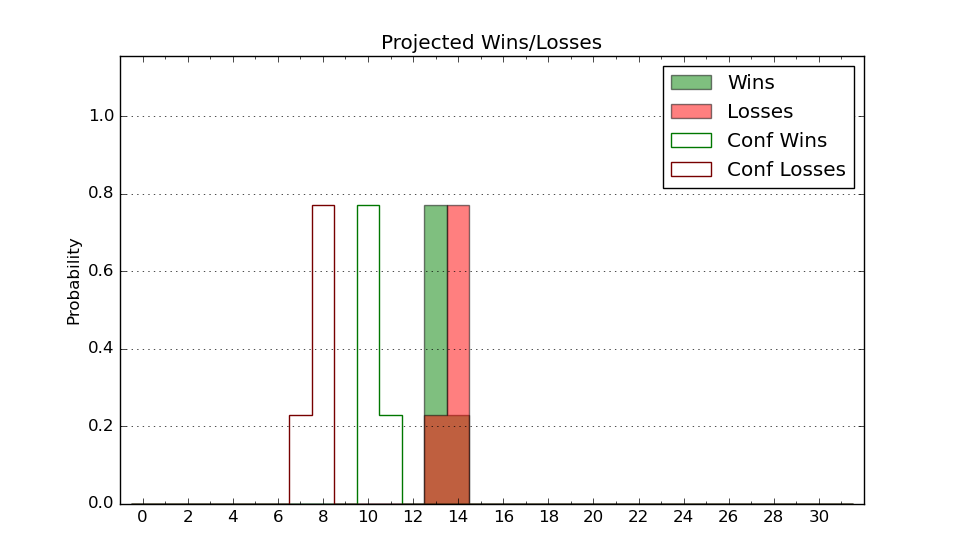 Projected Wins/Losses
Wins
Losses
Conf Wins
Conf Losses
Probability
1.0
0.8
0.6
0.4
0.2
0.0
0 2 4 6 8 10 12 14 16 18 20 22 24 26 28 30